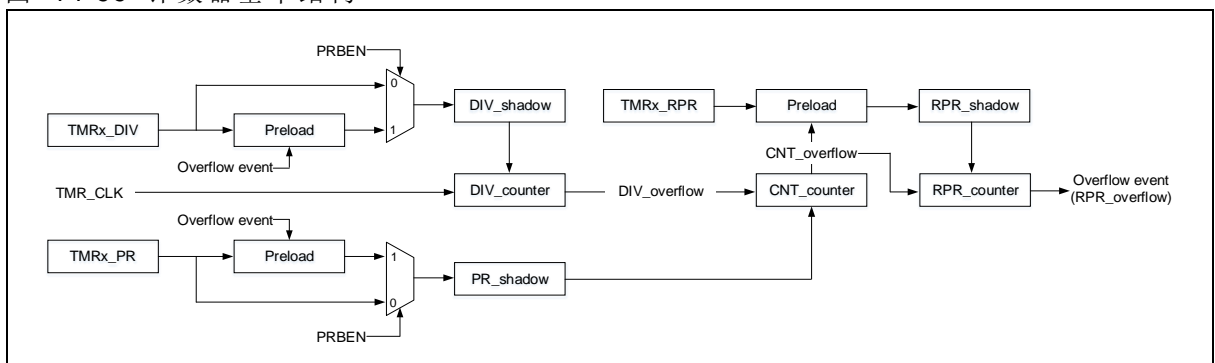 PRBEN
0
DIV_shadow
TMRx_RPR
Preload
RPR_shadow
TMRx_DIV
Preload
1
Overflow event
CNT_overflow
TMR_CLK
DIV_counter
DIV_overflow
CNT_counter
RPR_counter
Overflow event
(RPR_overflow)
Overflow event
TMRx_PR
Preload
1
PR_shadow
0
PRBEN